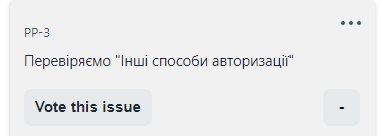 PP-3
Перевіряємо "Інші способи авторизації"
Vote this issue
-